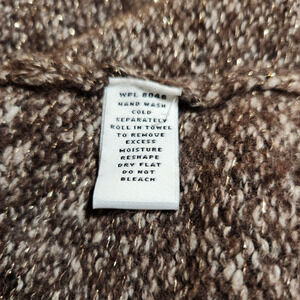 WPL 8048
HAND WASH
COLD
SEPARATELY
ROLL IN TOWEL
TO REMOVE
EXCESS
MOISTURE
RESHAPE
DRY FLAT
DO NOT
BLEACH